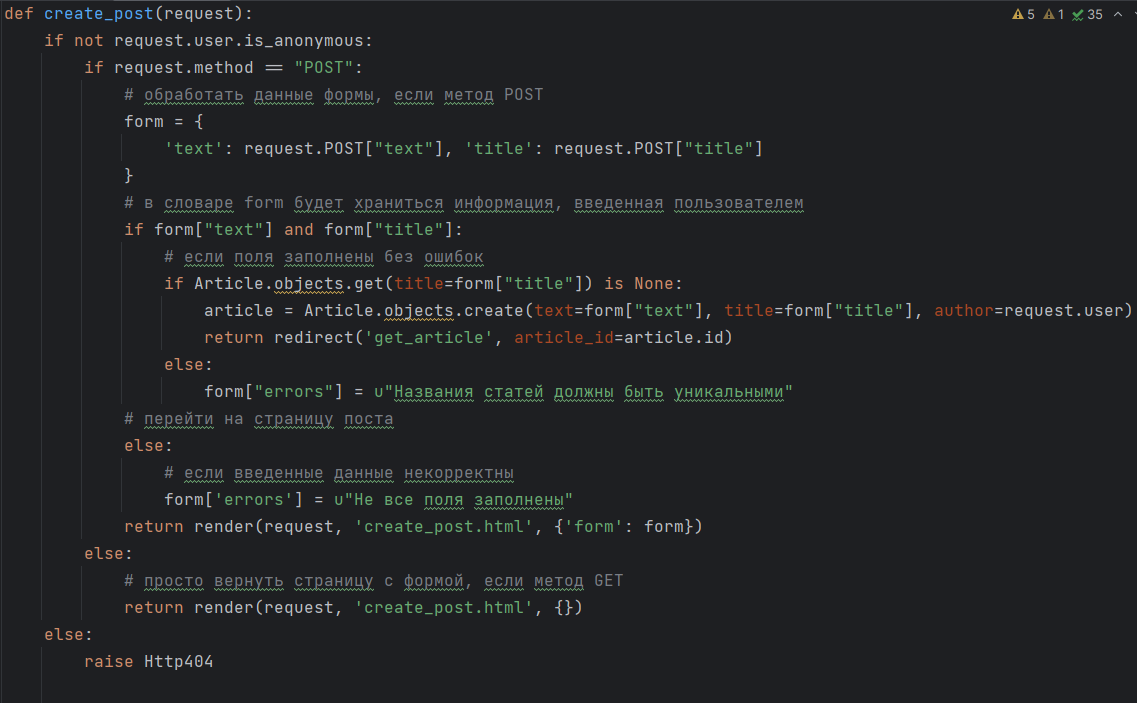 def create_post(request):
5 1 35
    if not request.user.is_anonymous:
        if request.method == "POST":
            # обработать данные формы, если метод POST
            form = {
                'text': request.POST["text"], 'title': request.POST["title"]
            }
            # в словаре form будет храниться информация, введенная пользователем
            if form["text"] and form["title"]:
                # если поля заполнены без ошибок
                if Article.objects.get(title=form["title"]) is None:
                    article = Article.objects.create(text=form["text"], title=form["title"], author=request.user)
                    return redirect('get_article', article_id=article.id)
                else:
                    form["errors"] = u"Названия статей должны быть уникальными"
            # перейти на страницу поста
            else:
                # если введенные данные некорректны
                form['errors'] = u"Не все поля заполнены"
            return render(request, 'create_post.html', {'form': form})
        else:
            # просто вернуть страницу с формой, если метод GET
            return render(request, 'create_post.html', {})
    else:
        raise Http404